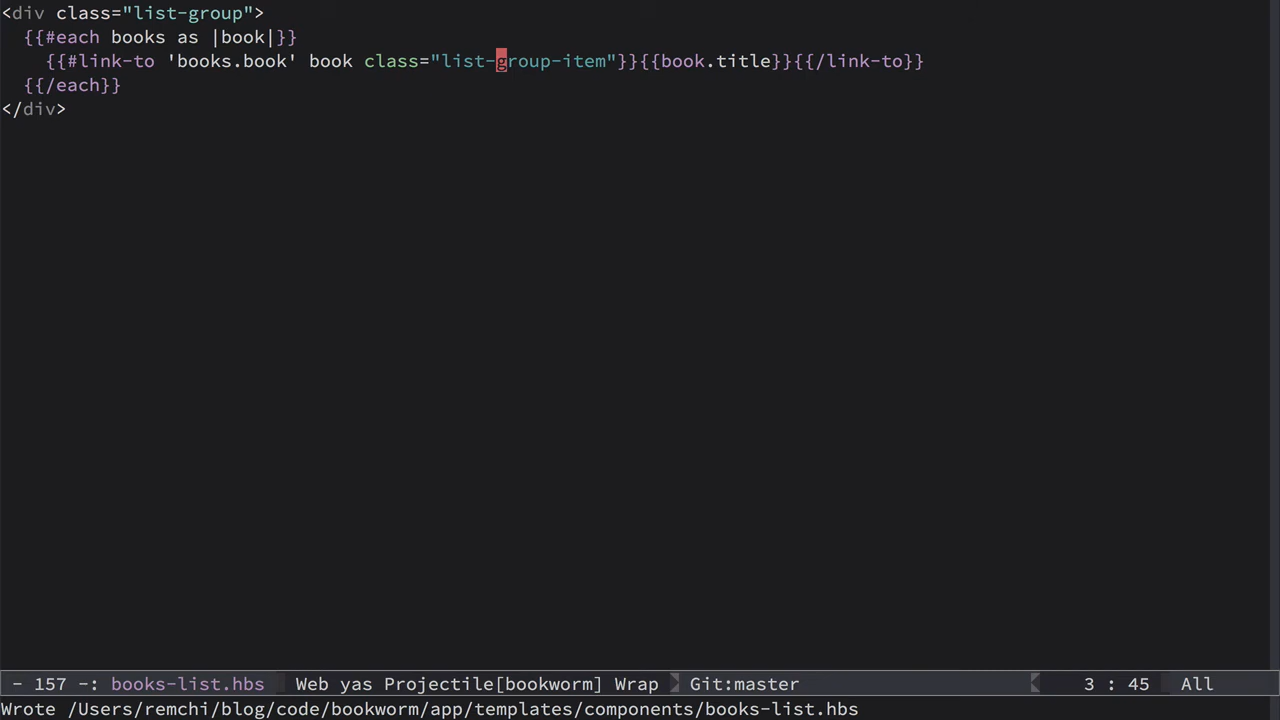 <div class="list-group">
  {{#each books as |book|}}
    {{#link-to 'books.book' book class="list-group-item"}}{{book.title}}{{/link-to}}
  {{/each}}
</div>
- 157 -: books-list.hbs Web yas Projectile[bookworm] Wrap Git:master 3 : 45 All
Wrote /Users/remchi/blog/code/bookworm/app/templates/components/books-list.hbs